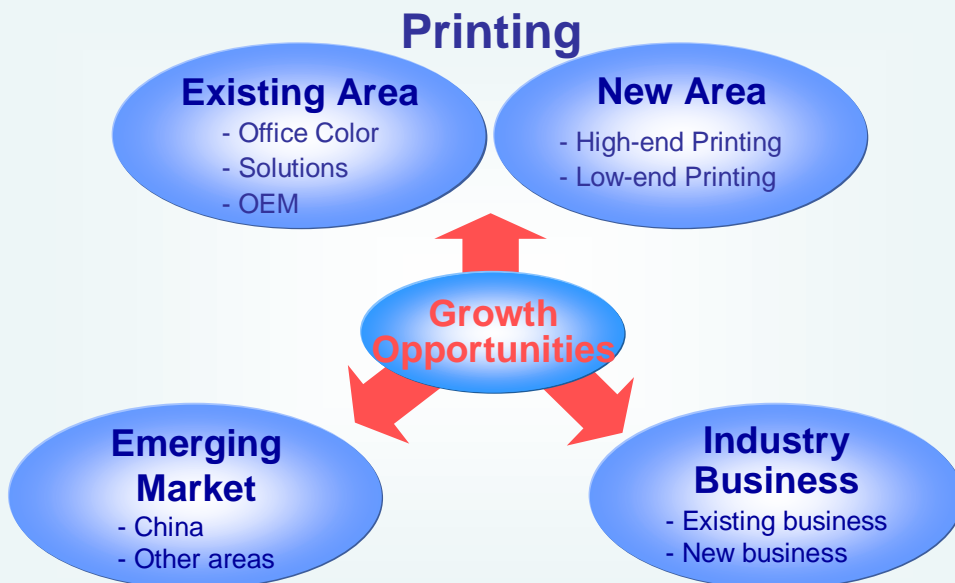 Printing
Existing Area
- Office Color
- Solutions
- OEM
New Area
- High-end Printing
- Low-end Printing
Growth
Opportunities
Emerging
Market
- China
- Other areas
Industry
Business
- Existing business
- New business